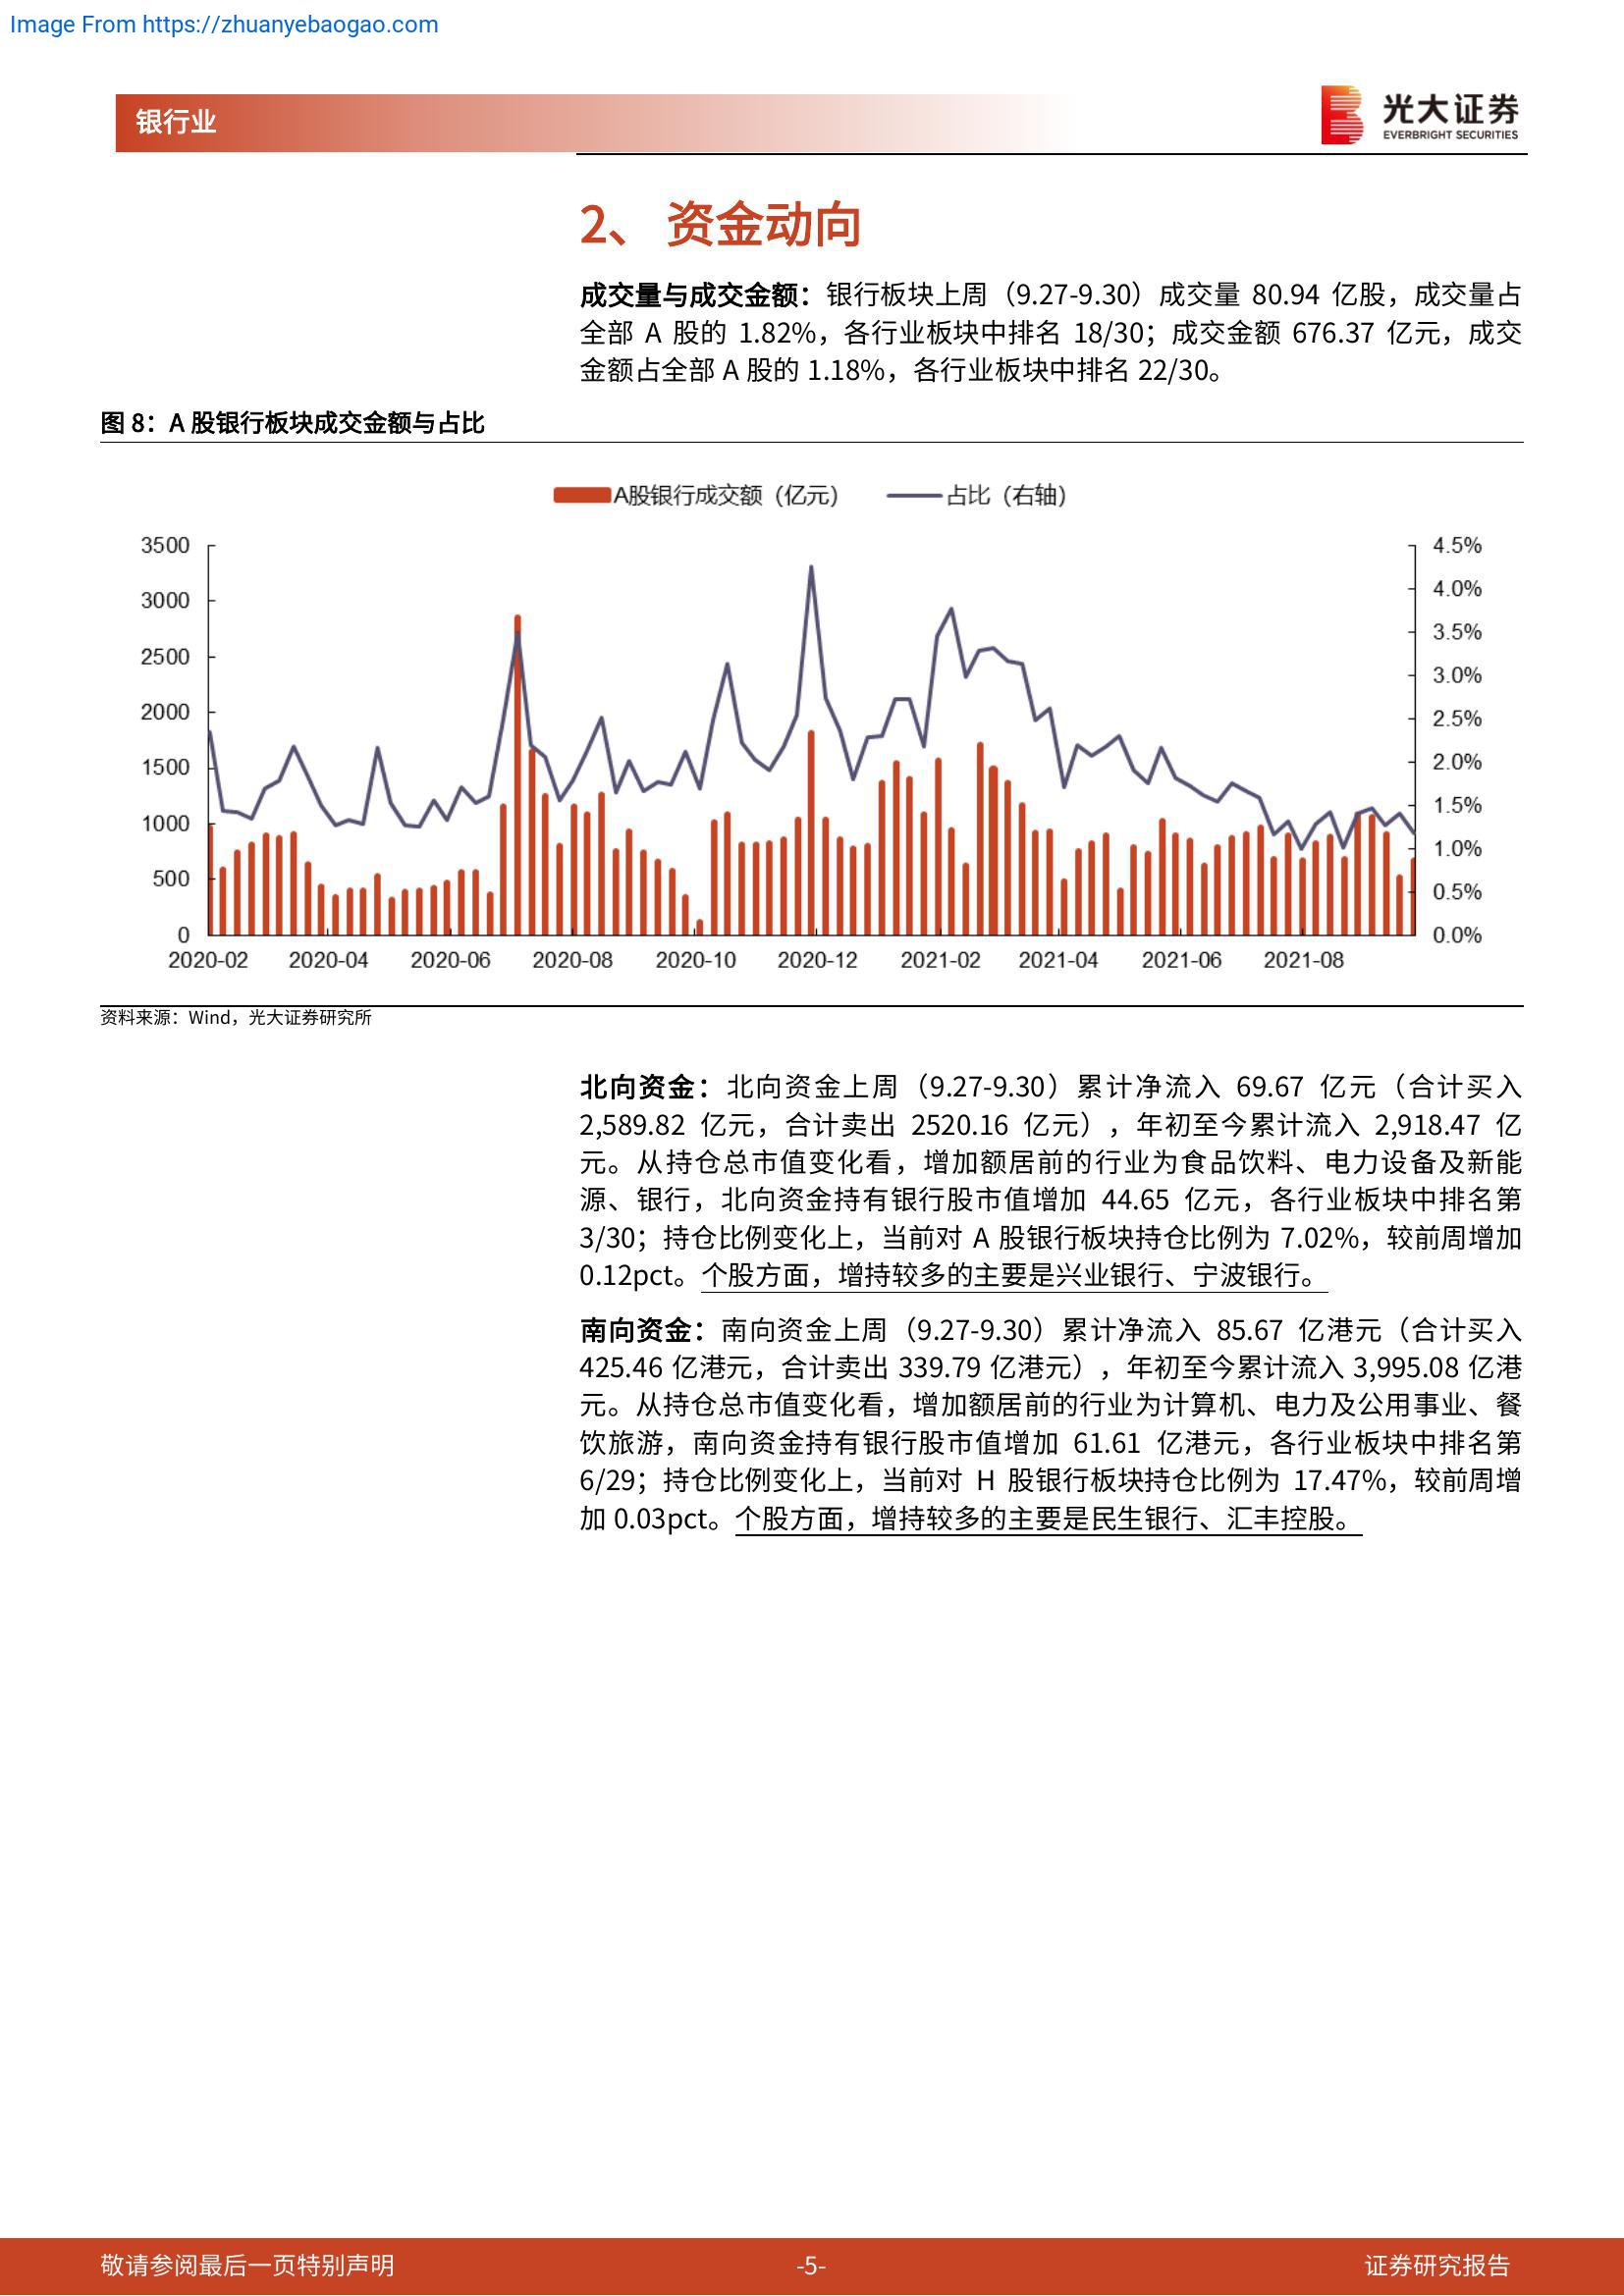 Image From https://zhuanyebaogao.com
银行业
光大证券
EVERBRIGHT SECURITIES
2、 资金动向
成交量与成交金额：银行板块上周（9.27-9.30）成交量 80.94 亿股，成交量占
全部 A 股的 1.82%，各行业板块中排名 18/30；成交金额 676.37 亿元，成交
金额占全部 A 股的 1.18%，各行业板块中排名 22/30。
图 8：A 股银行板块成交金额与占比
A股银行成交额（亿元） 占比（右轴）
3500 4.5%
3000 4.0%
2500 3.5%
2000 3.0%
1500 2.5%
1000 2.0%
500 1.5%
0 1.0%
0.5%
0.0%
2020-02 2020-04 2020-06 2020-08 2020-10 2020-12 2021-02 2021-04 2021-06 2021-08
资料来源：Wind，光大证券研究所
北向资金：北向资金上周（9.27-9.30）累计净流入 69.67 亿元（合计买入
2,589.82 亿元，合计卖出 2520.16 亿元），年初至今累计流入 2,918.47 亿
元。从持仓总市值变化看，增加额居前的行业为食品饮料、电力设备及新能
源、银行，北向资金持有银行股市值增加 44.65 亿元，各行业板块中排名第
3/30；持仓比例变化上，当前对 A 股银行板块持仓比例为 7.02%，较前周增加
0.12pct。个股方面，增持较多的主要是兴业银行、宁波银行。
南向资金：南向资金上周（9.27-9.30）累计净流入 85.67 亿港元（合计买入
425.46 亿港元，合计卖出 339.79 亿港元），年初至今累计流入 3,995.08 亿港
元。从持仓总市值变化看，增加额居前的行业为计算机、电力及公用事业、餐
饮旅游，南向资金持有银行股市值增加 61.61 亿港元，各行业板块中排名第
6/29；持仓比例变化上，当前对 H 股银行板块持仓比例为 17.47%，较前周增
加 0.03pct。个股方面，增持较多的主要是民生银行、汇丰控股。
敬请参阅最后一页特别声明 -5- 证券研究报告